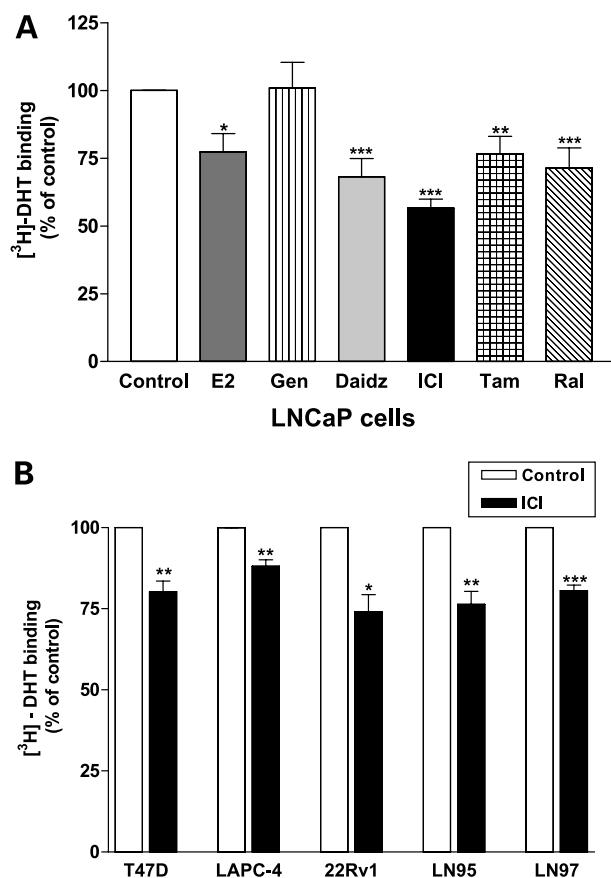 A
[³H]-DHT binding
(% of control)
125
100
75
50
25
0
*
***
***
**
***
Control E2 Gen Daidz ICI Tam Ral
LNCaP cells
B
Control
ICI
[³H] - DHT binding
(% of control)
100
75
50
25
0
**
**
*
**
***
T47D LAPC-4 22Rv1 LN95 LN97